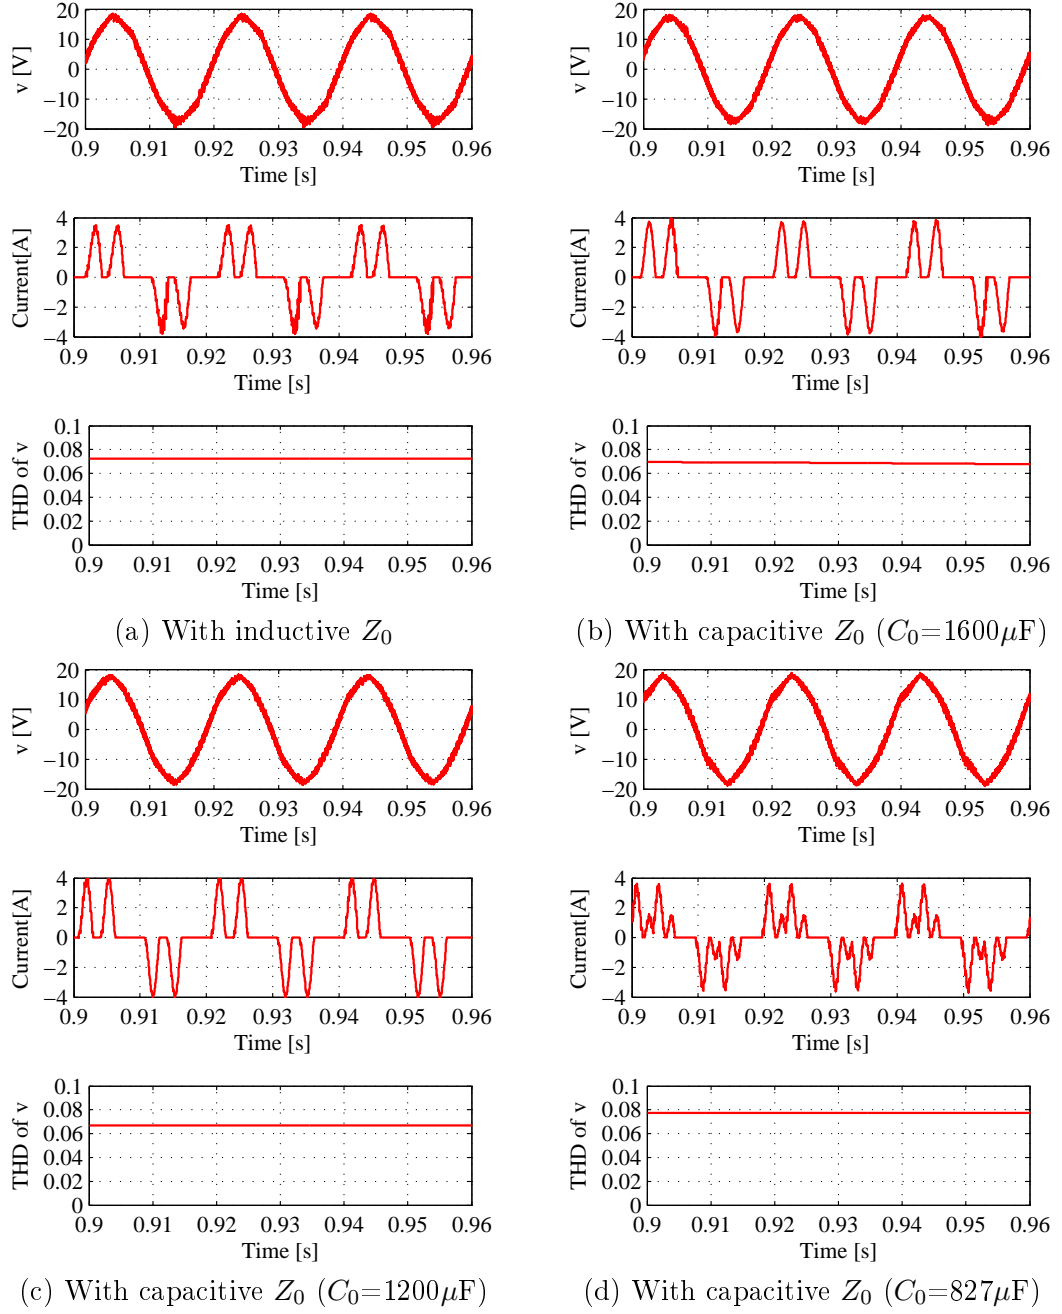 20
10
0
−10
−20
v [V]
0.9 0.91 0.92 0.93 0.94 0.95 0.96
Time [s]
4
2
0
−2
−4
Current[A]
0.9 0.91 0.92 0.93 0.94 0.95 0.96
Time [s]
0.1
0.08
0.06
0.04
0.02
0
THD of v
0.9 0.91 0.92 0.93 0.94 0.95 0.96
Time [s]
(a) With inductive Z₀
20
10
0
−10
−20
v [V]
0.9 0.91 0.92 0.93 0.94 0.95 0.96
Time [s]
4
2
0
−2
−4
Current[A]
0.9 0.91 0.92 0.93 0.94 0.95 0.96
Time [s]
0.1
0.08
0.06
0.04
0.02
0
THD of v
0.9 0.91 0.92 0.93 0.94 0.95 0.96
Time [s]
(b) With capacitive Z₀ (C₀=1600μF)
20
10
0
−10
−20
v [V]
0.9 0.91 0.92 0.93 0.94 0.95 0.96
Time [s]
4
2
0
−2
−4
Current[A]
0.9 0.91 0.92 0.93 0.94 0.95 0.96
Time [s]
0.1
0.08
0.06
0.04
0.02
0
THD of v
0.9 0.91 0.92 0.93 0.94 0.95 0.96
Time [s]
(c) With capacitive Z₀ (C₀=1200μF)
20
10
0
−10
−20
v [V]
0.9 0.91 0.92 0.93 0.94 0.95 0.96
Time [s]
4
2
0
−2
−4
Current[A]
0.9 0.91 0.92 0.93 0.94 0.95 0.96
Time [s]
0.1
0.08
0.06
0.04
0.02
0
THD of v
0.9 0.91 0.92 0.93 0.94 0.95 0.96
Time [s]
(d) With capacitive Z₀ (C₀=827μF)